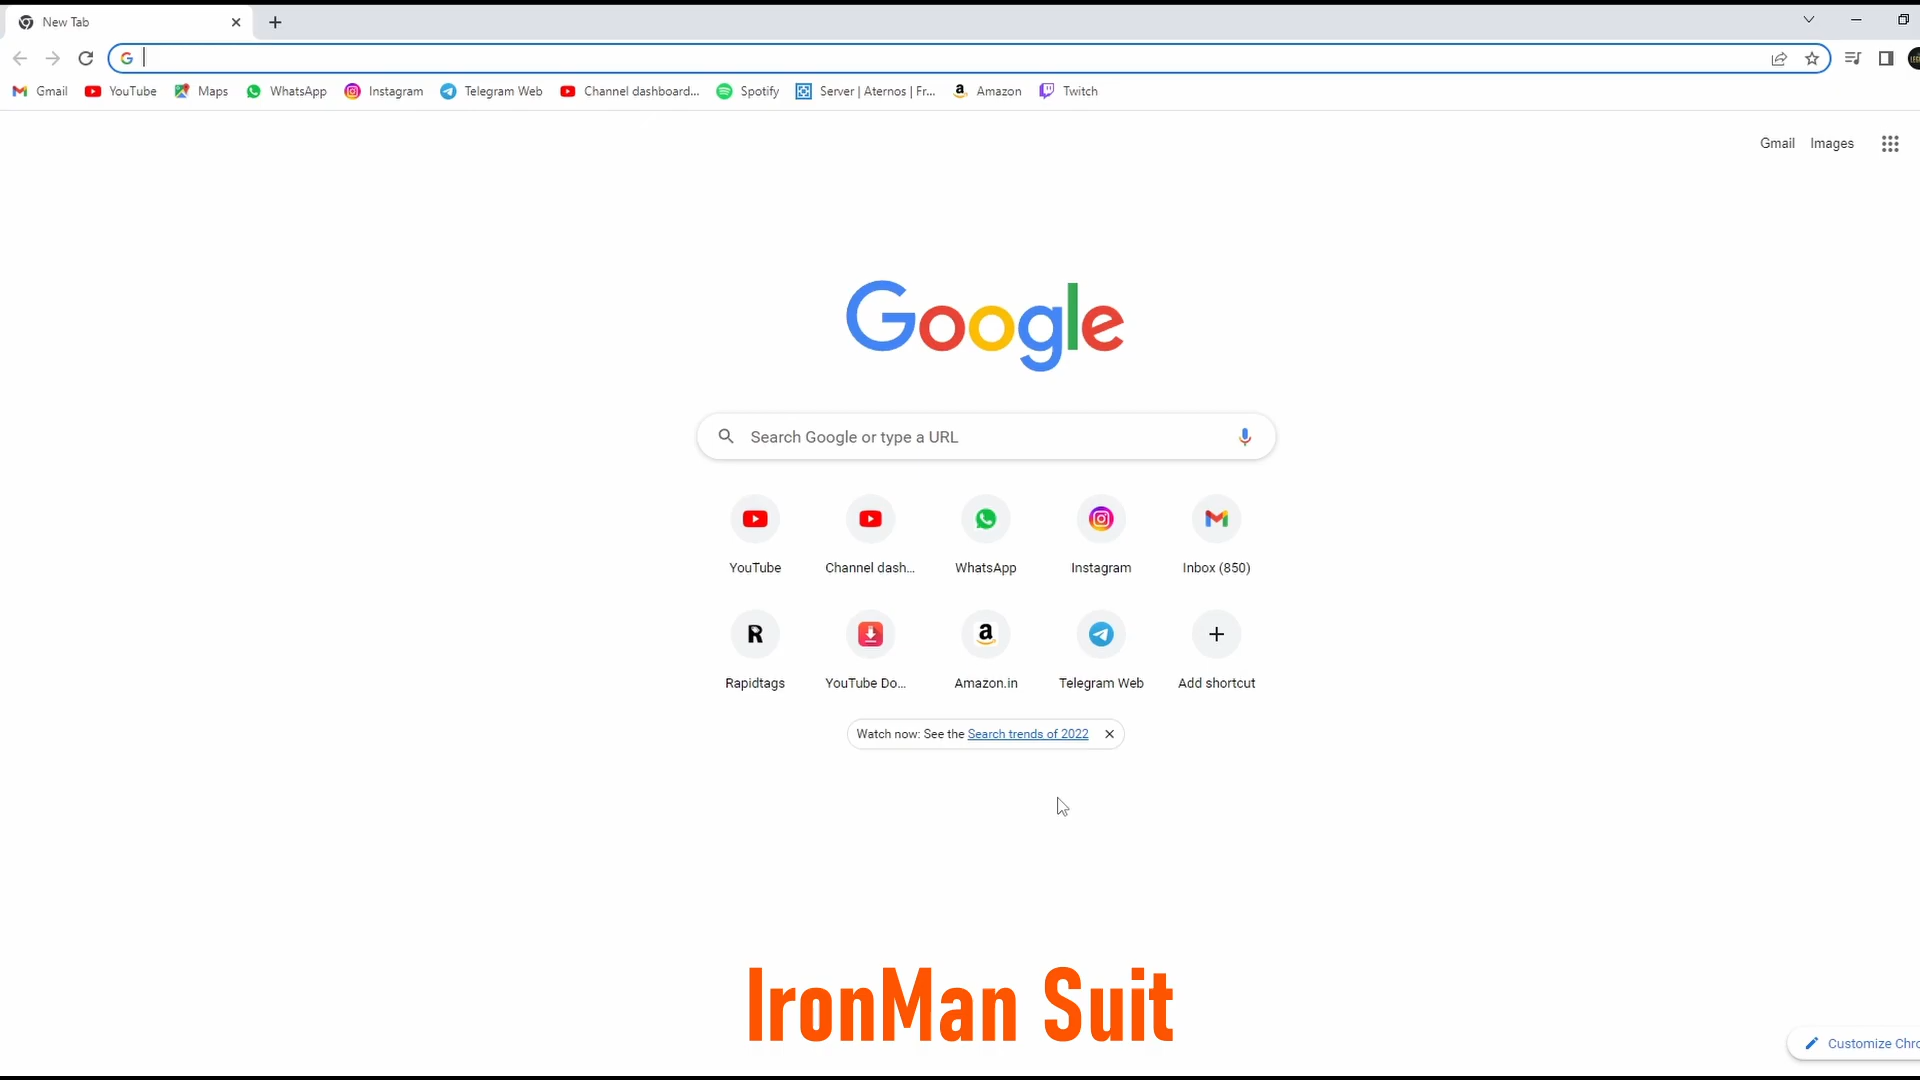 New Tab
Gmail YouTube Maps WhatsApp Instagram Telegram Web Channel dashboard... Spotify Server | Aternos | Fr... Amazon Twitch
Gmail Images
Google
Search Google or type a URL
YouTube Channel dash... WhatsApp Instagram Inbox (850)
Rapidtags YouTube Do... Amazon.in Telegram Web Add shortcut
Watch now: See the Search trends of 2022
IronMan Suit
Customize Chro